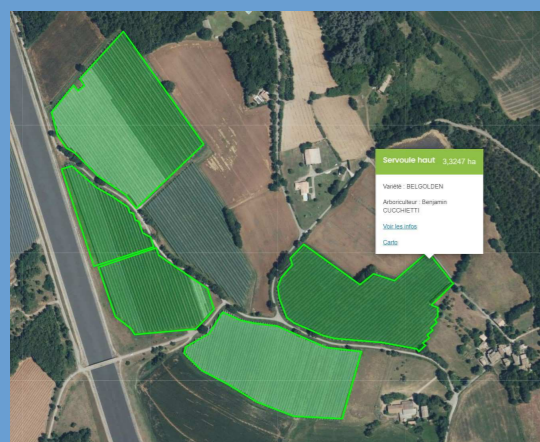 Servoule haut 3,3247 ha
Variété : BELGOLDEN
Arboriculteur : Benjamin
CUCCHIETTI
Voir les infos
Carto